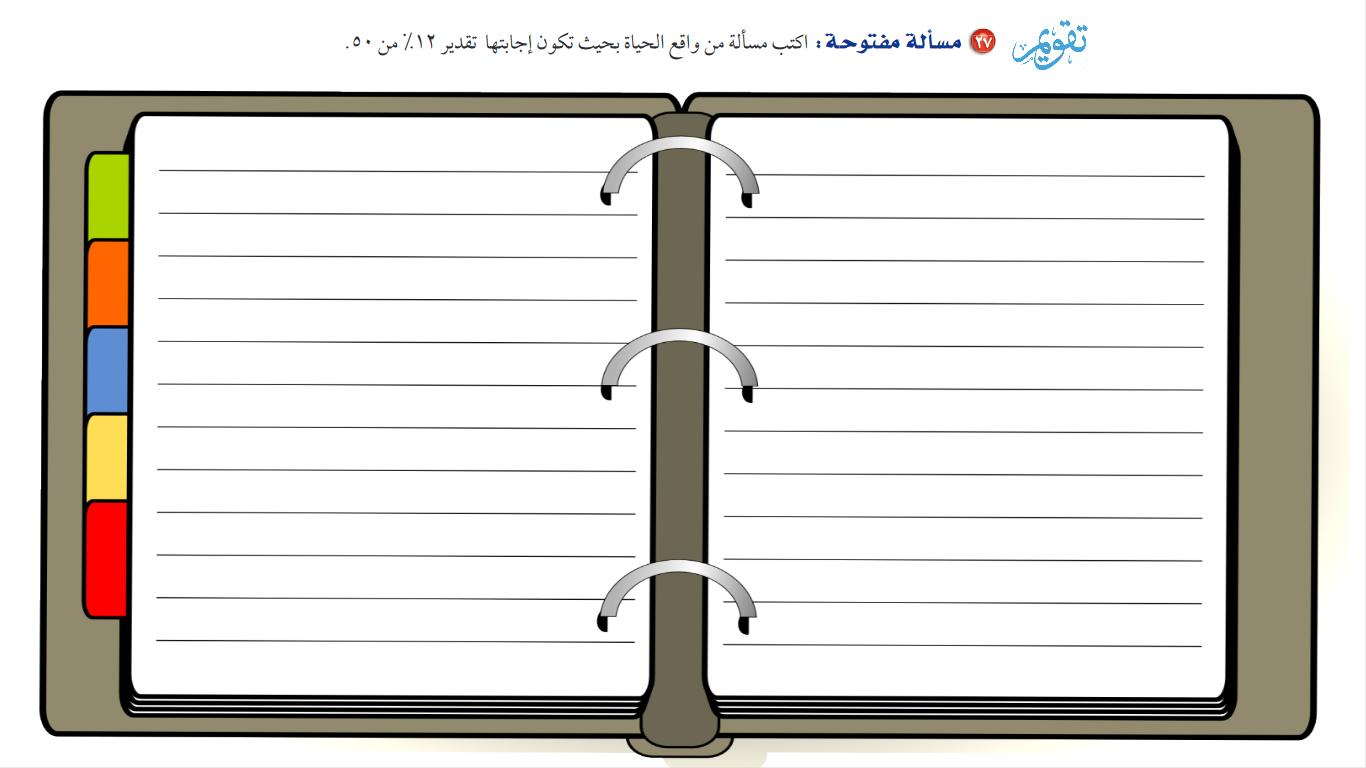 تقويم ٢٧ مسألة مفتوحة: اكتب مسألة من واقع الحياة بحيث تكون إجابتها تقدير ١٢٪ من ٥٠.